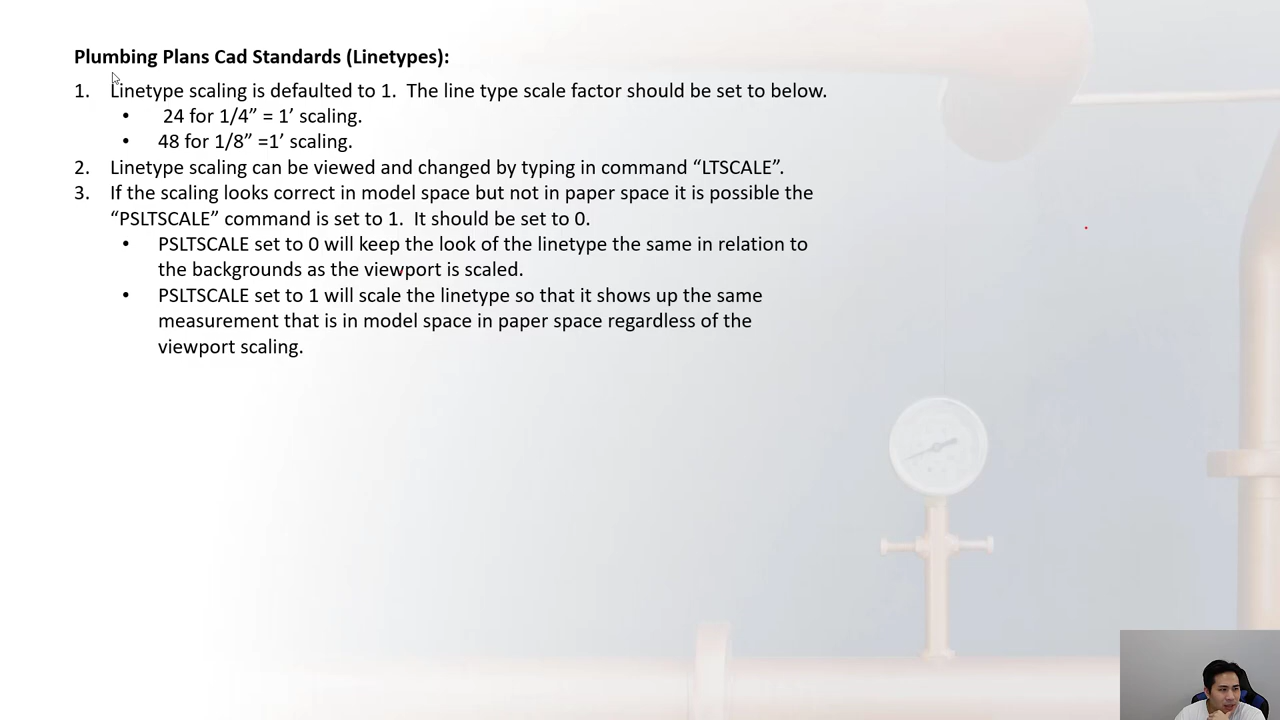 Plumbing Plans Cad Standards (Linetypes):
1. Linetype scaling is defaulted to 1.  The line type scale factor should be set to below.
• 24 for 1/4” = 1’ scaling.
• 48 for 1/8” =1’ scaling.
2. Linetype scaling can be viewed and changed by typing in command “LTSCALE”.
3. If the scaling looks correct in model space but not in paper space it is possible the
“PSLTSCALE” command is set to 1.  It should be set to 0.
• PSLTSCALE set to 0 will keep the look of the linetype the same in relation to
the backgrounds as the viewport is scaled.
• PSLTSCALE set to 1 will scale the linetype so that it shows up the same
measurement that is in model space in paper space regardless of the
viewport scaling.